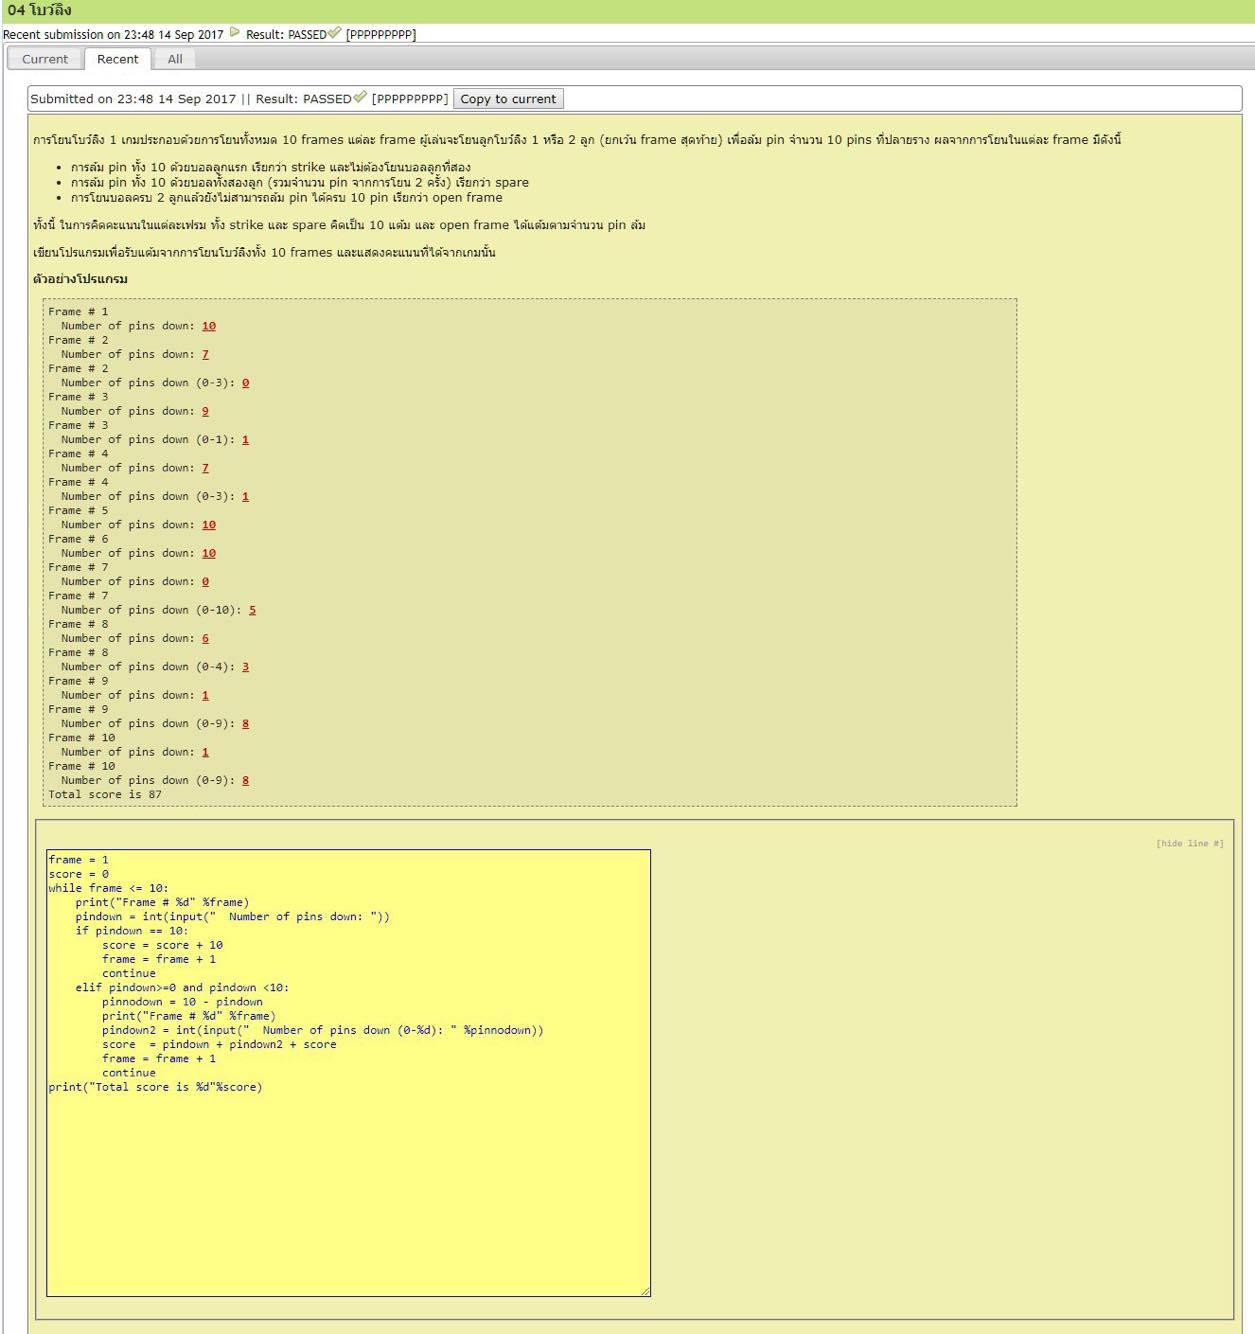 04 โบว์ลิง
Recent submission on 23:48 14 Sep 2017 Result: PASSED [PPPPPPPPP]
Current Recent All
Submitted on 23:48 14 Sep 2017 || Result: PASSED [PPPPPPPPP] Copy to current
การโยนโบว์ลิง 1 เกมประกอบด้วยการโยนทั้งหมด 10 frames แต่ละ frame ผู้เล่นจะโยนลูกโบว์ลิง 1 หรือ 2 ลูก (ยกเว้น frame สุดท้าย) เพื่อล้ม pin จำนวน 10 pins ที่ปลายราง ผลจากการโยนในแต่ละ frame มีดังนี้
• การล้ม pin ทั้ง 10 ด้วยบอลลูกแรก เรียกว่า strike และไม่ต้องโยนบอลลูกที่สอง
• การล้ม pin ทั้ง 10 ด้วยบอลทั้งสองลูก (รวมจำนวน pin จากการโยน 2 ครั้ง) เรียกว่า spare
• การโยนบอลครบ 2 ลูกแล้วยังไม่สามารถล้ม pin ได้ครบ 10 pin เรียกว่า open frame
ทั้งนี้ ในการคิดคะแนนในแต่ละเฟรม ทั้ง strike และ spare คิดเป็น 10 แต้ม และ open frame ได้แต้มตามจำนวน pin ล้ม
เขียนโปรแกรมเพื่อรับแต้มจากการโยนโบว์ลิงทั้ง 10 frames และแสดงคะแนนที่ได้จากเกมนั้น
ตัวอย่างโปรแกรม
Frame # 1
  Number of pins down: 10
Frame # 2
  Number of pins down: 7
Frame # 2
  Number of pins down (0-3): 0
Frame # 3
  Number of pins down: 9
Frame # 3
  Number of pins down (0-1): 1
Frame # 4
  Number of pins down: 7
Frame # 4
  Number of pins down (0-3): 1
Frame # 5
  Number of pins down: 10
Frame # 6
  Number of pins down: 10
Frame # 7
  Number of pins down: 0
Frame # 7
  Number of pins down (0-10): 5
Frame # 8
  Number of pins down: 6
Frame # 8
  Number of pins down (0-4): 3
Frame # 9
  Number of pins down: 1
Frame # 9
  Number of pins down (0-9): 8
Frame # 10
  Number of pins down: 1
Frame # 10
  Number of pins down (0-9): 8
Total score is 87
[hide line #]
frame = 1
score = 0
while frame <= 10:
    print("Frame # %d" %frame)
    pindown = int(input("  Number of pins down: "))
    if pindown == 10:
        score = score + 10
        frame = frame + 1
        continue
    elif pindown>=0 and pindown <10:
        pinnodown = 10 - pindown
        print("Frame # %d" %frame)
        pindown2 = int(input("  Number of pins down (0-%d): " %pinnodown))
        score  = pindown + pindown2 + score
        frame = frame + 1
        continue
print("Total score is %d"%score)